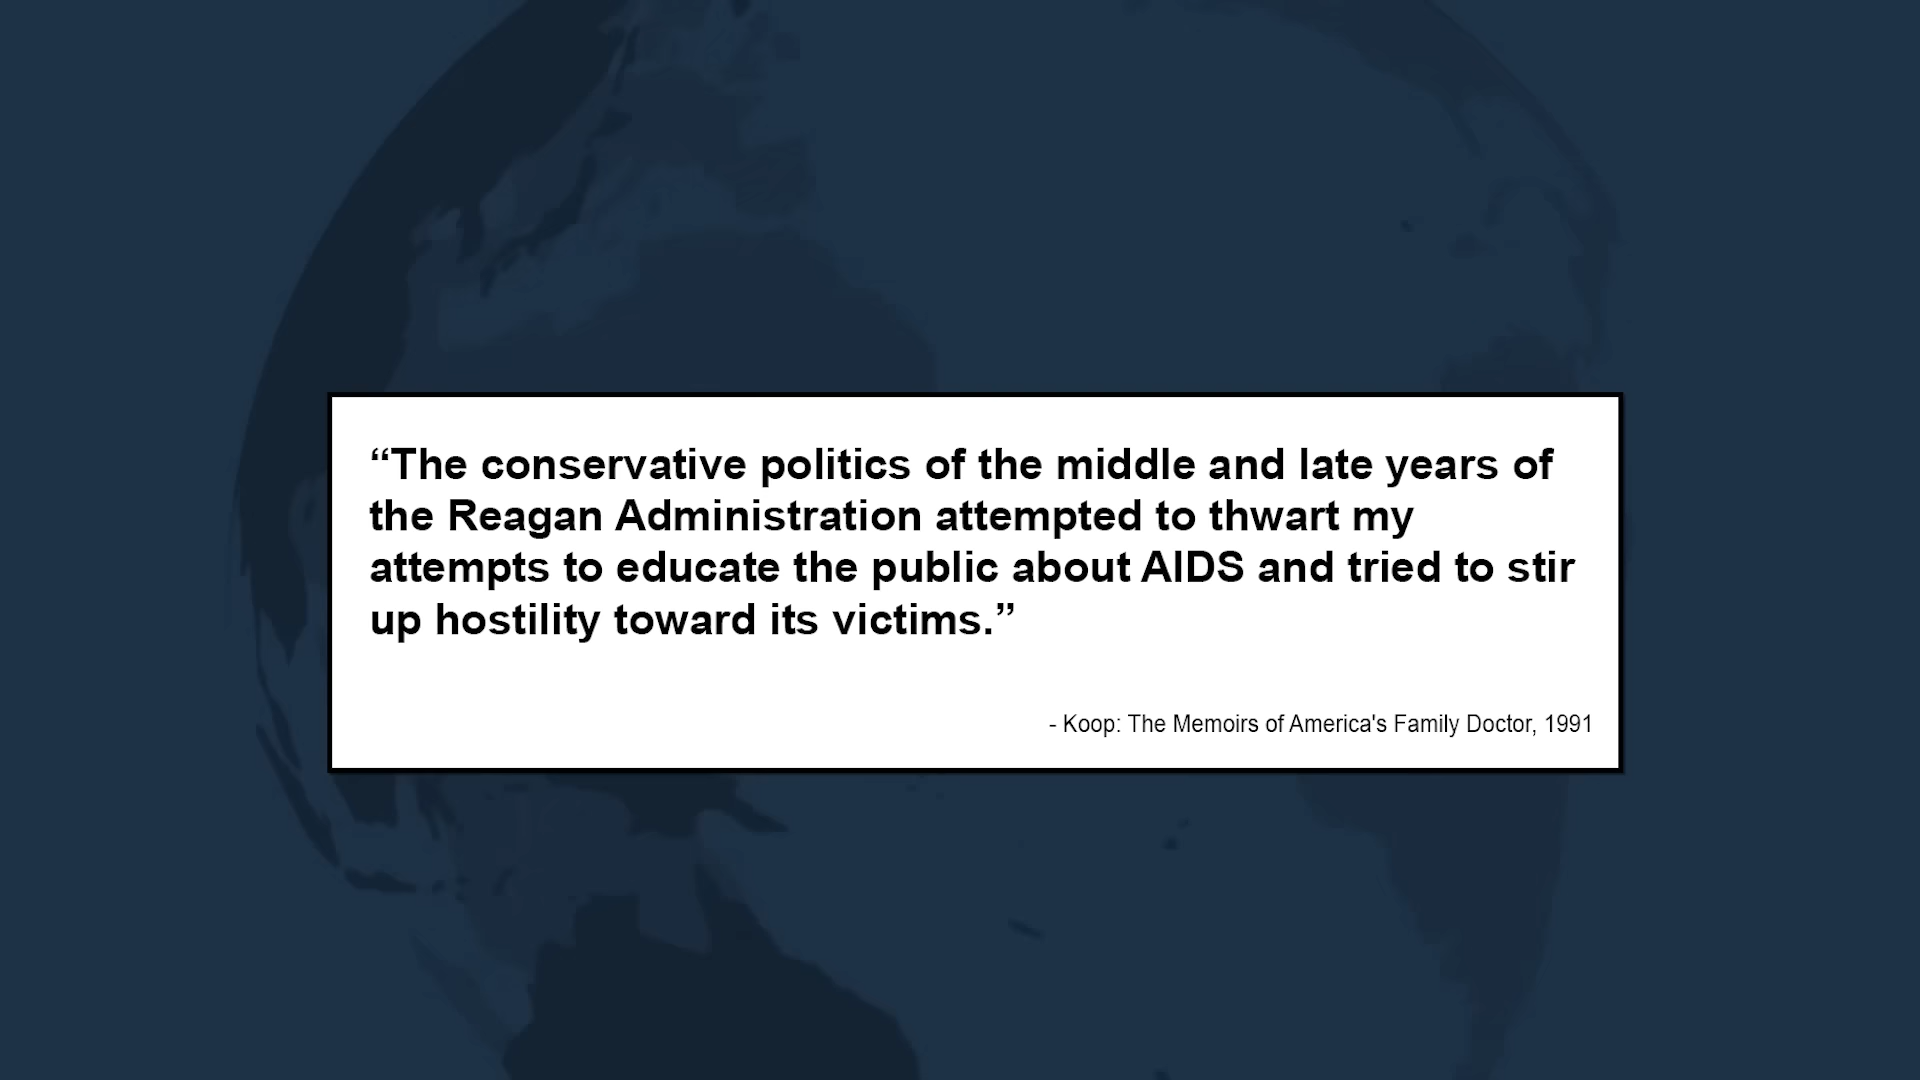 “The conservative politics of the middle and late years of
the Reagan Administration attempted to thwart my
attempts to educate the public about AIDS and tried to stir
up hostility toward its victims.”
- Koop: The Memoirs of America's Family Doctor, 1991